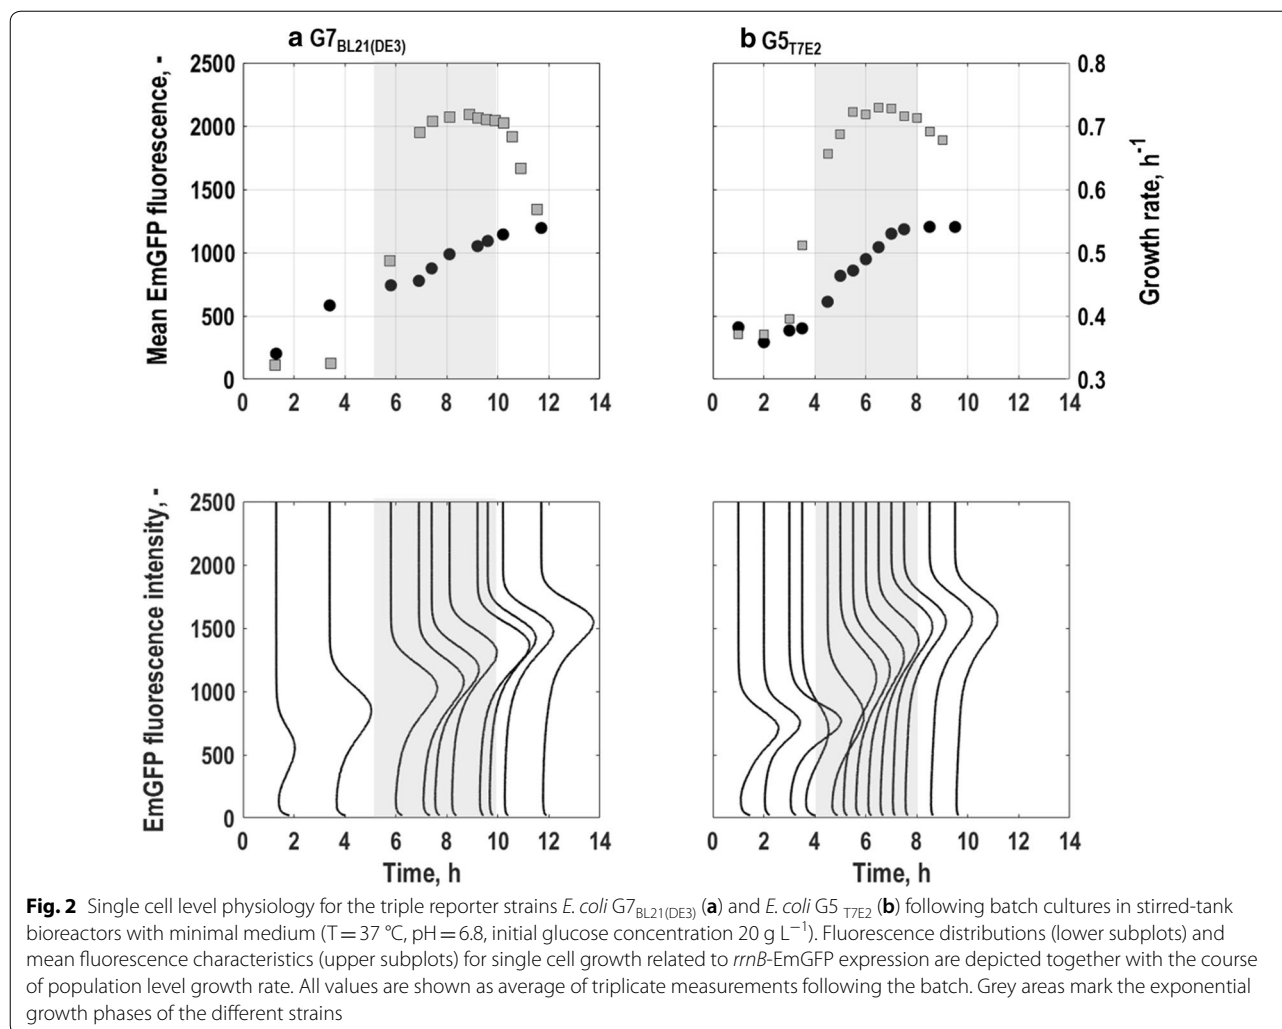 a G7BL21(DE3)
b G5T7E2
Mean EmGFP fluorescence, -
2500
2000
1500
1000
500
0
0 2 4 6 8 10 12 14
0.8
0.7
0.6
0.5
0.4
0.3
Growth rate, h-1
0 2 4 6 8 10 12 14
EmGFP fluorescence intensity, -
2500
2000
1500
1000
500
0
0 2 4 6 8 10 12 14
Time, h
0 2 4 6 8 10 12 14
Time, h
Fig. 2 Single cell level physiology for the triple reporter strains E. coli G7BL21(DE3) (a) and E. coli G5 T7E2 (b) following batch cultures in stirred-tank
bioreactors with minimal medium (T = 37 °C, pH = 6.8, initial glucose concentration 20 g L−1). Fluorescence distributions (lower subplots) and
mean fluorescence characteristics (upper subplots) for single cell growth related to rrnB-EmGFP expression are depicted together with the course
of population level growth rate. All values are shown as average of triplicate measurements following the batch. Grey areas mark the exponential
growth phases of the different strains